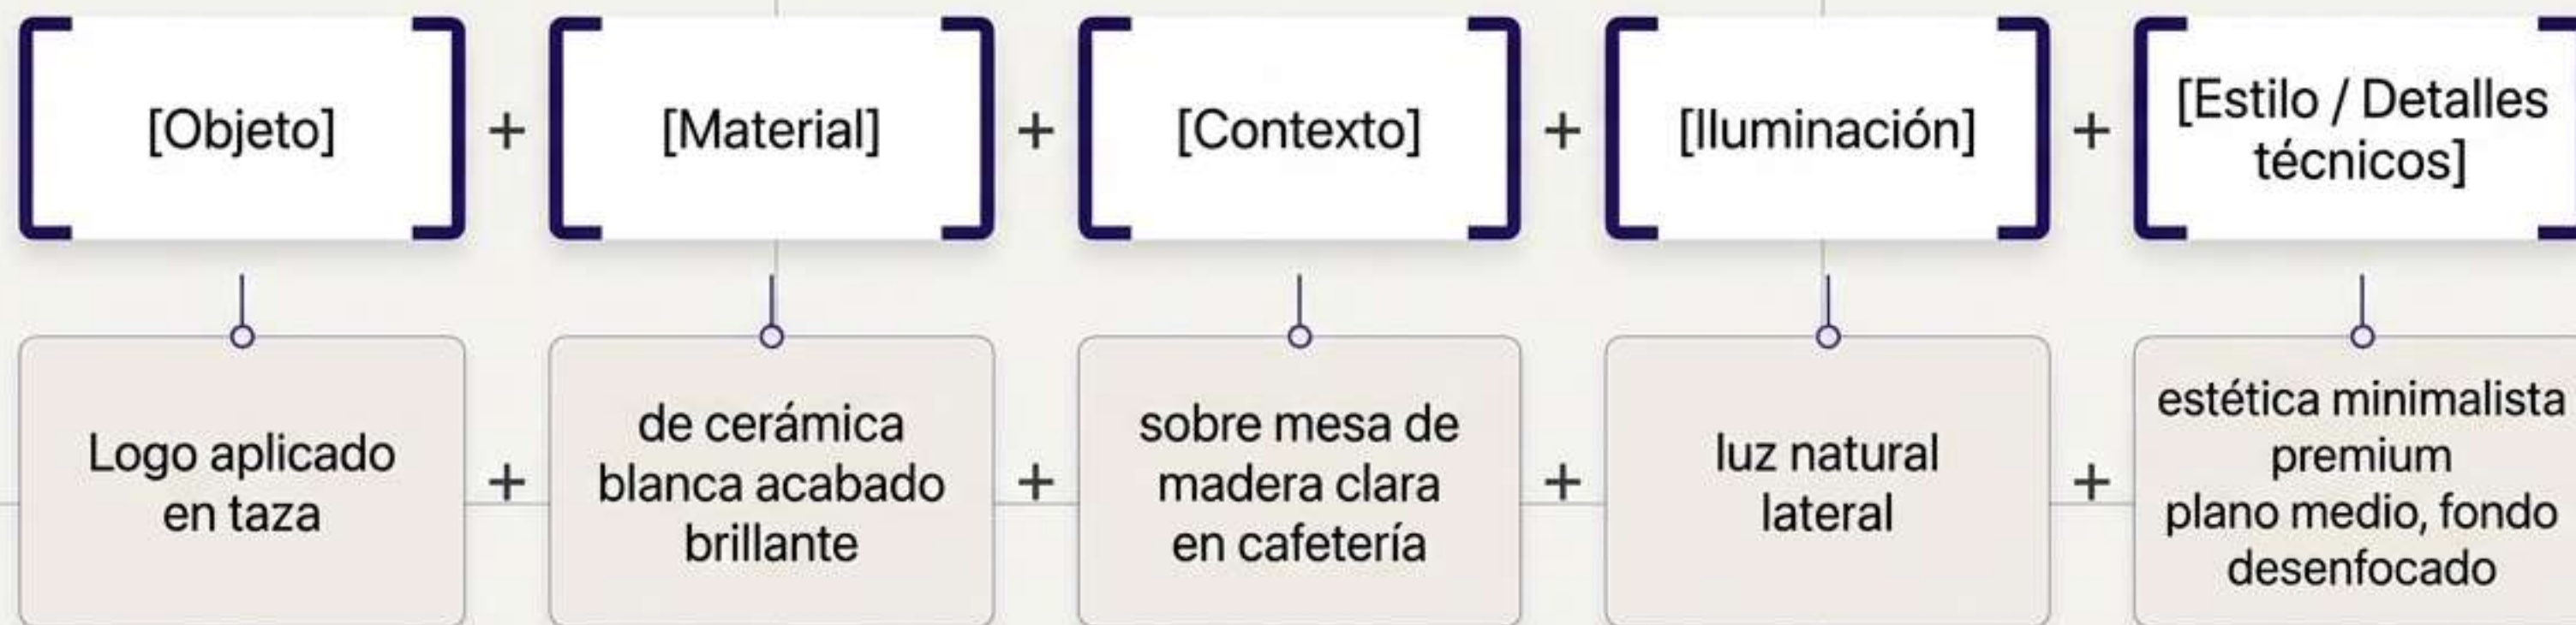 [Objeto] + [Material] + [Contexto] + [Iluminación] + [Estilo / Detalles
técnicos]
Logo aplicado
en taza
+
de cerámica
blanca acabado
brillante
+
sobre mesa de
madera clara
en cafetería
+
luz natural
lateral
+
estética minimalista
premium
plano medio, fondo
desenfocado